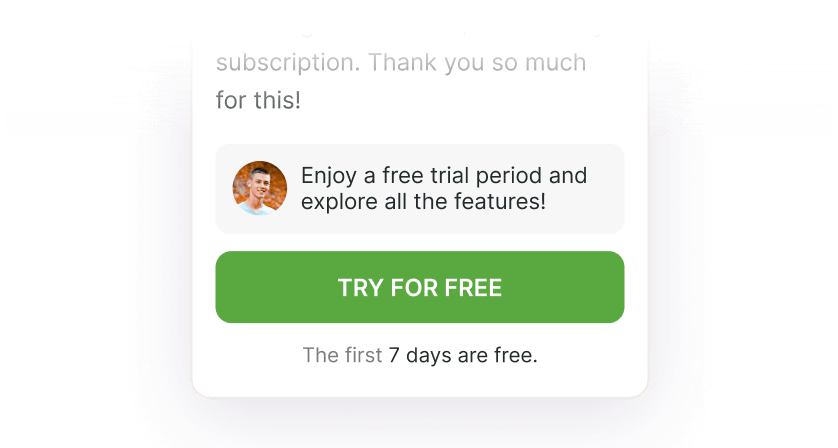 subscription. Thank you so much
for this!
Enjoy a free trial period and
explore all the features!
TRY FOR FREE
The first 7 days are free.